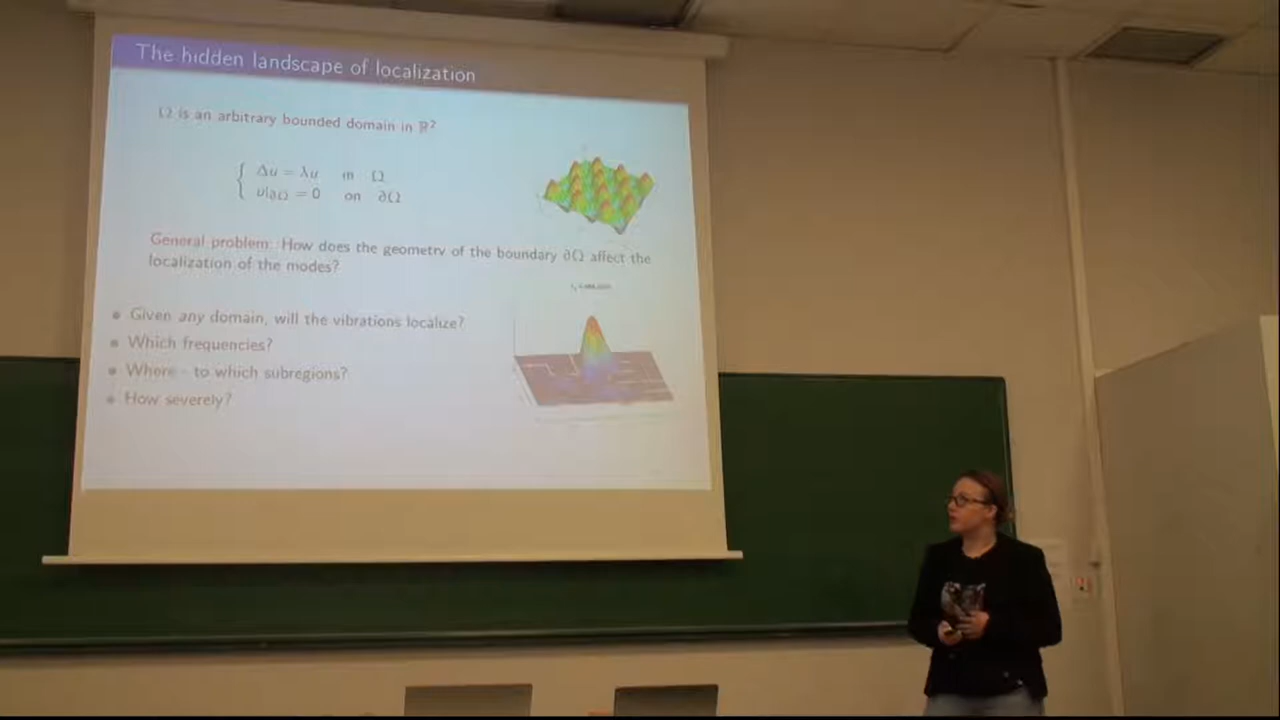 The hidden landscape of localization
Ω is an arbitrary bounded domain in ℝ²
Δu = λu in Ω
u|∂Ω = 0 on ∂Ω
General problem: How does the geometry of the boundary ∂Ω affect the
localization of the modes?
• Given any domain, will the vibrations localize?
• Which frequencies?
• Where - to which subregions?
• How severely?